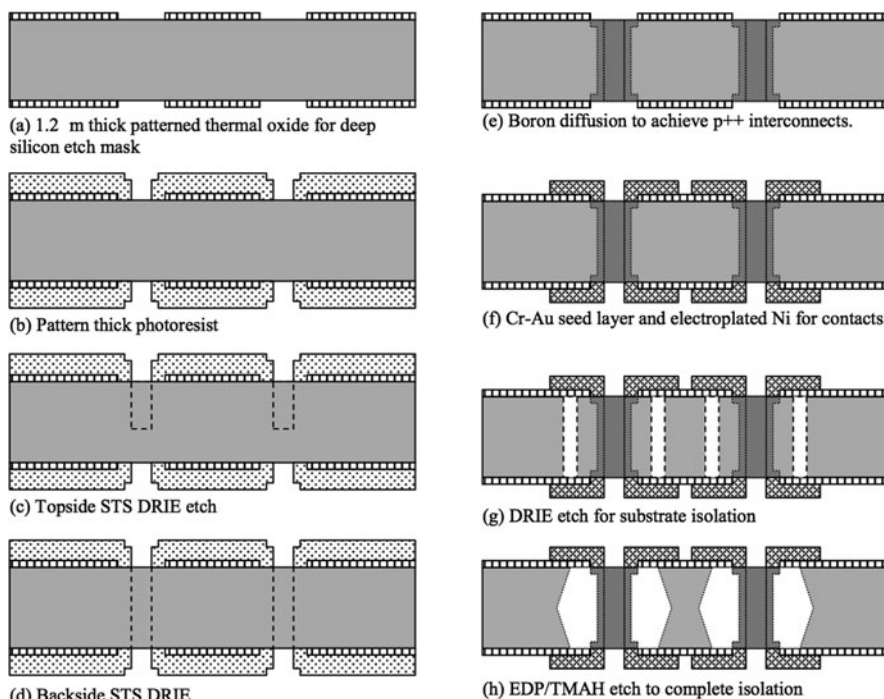 (a) 1.2 m thick patterned thermal oxide for deep
silicon etch mask
(b) Pattern thick photoresist
(c) Topside STS DRIE etch
(d) Backside STS DRIE
(e) Boron diffusion to achieve p++ interconnects.
(f) Cr-Au seed layer and electroplated Ni for contacts
(g) DRIE etch for substrate isolation
(h) EDP/TMAH etch to complete isolation